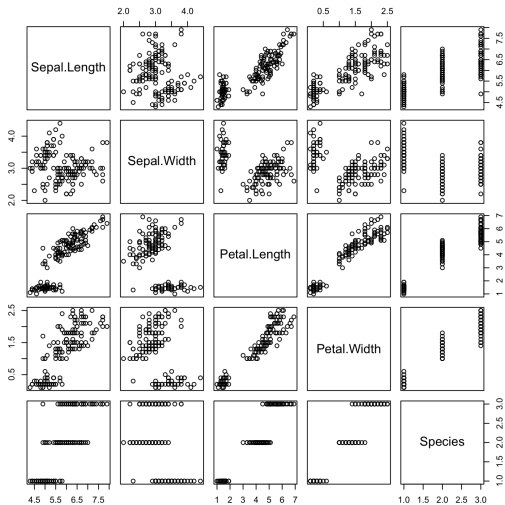 2.0 3.0 4.0
0.5 1.5 2.5
Sepal.Length
4.5 5.5 6.5 7.5
2.0 3.0 4.0
Sepal.Width
Petal.Length
1 2 3 4 5 6 7
0.5 1.5 2.5
Petal.Width
Species
1.0 1.5 2.0 2.5 3.0
4.5 5.5 6.5 7.5
1 2 3 4 5 6 7
1.0 1.5 2.0 2.5 3.0